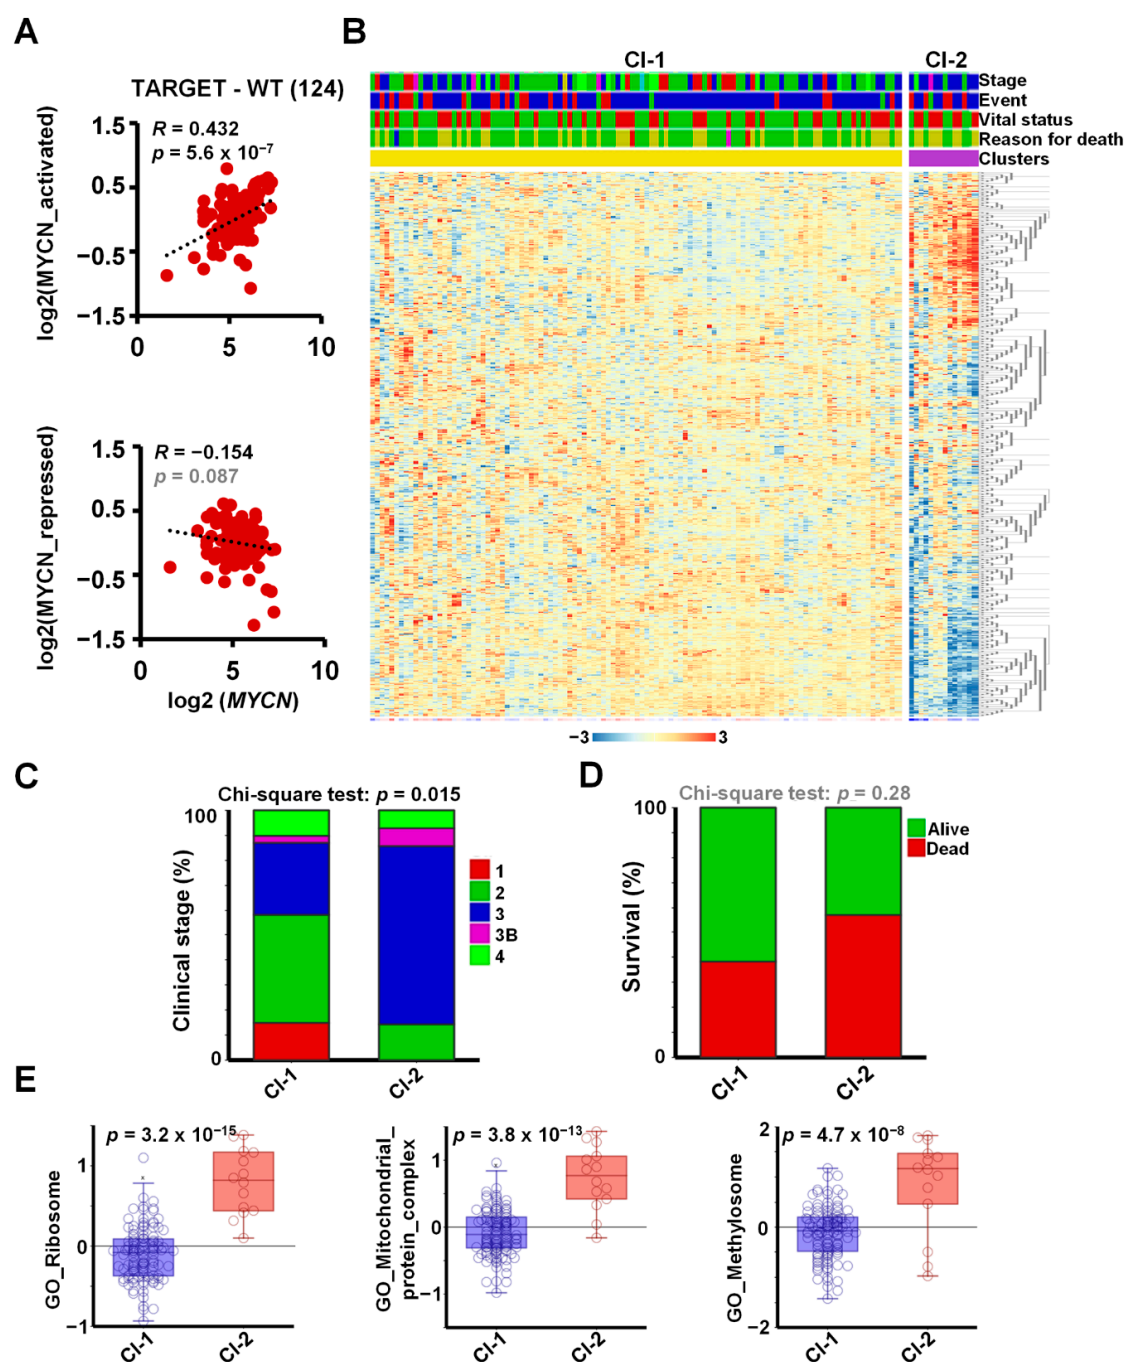 A
TARGET - WT (124)
log2(MYCN_activated)
1.5
0.5
−0.5
−1.5
R = 0.432
p = 5.6 x 10⁻⁷
0
5
10
log2(MYCN_repressed)
1.5
0.5
−0.5
−1.5
R = −0.154
p = 0.087
0
5
10
log2 (MYCN)
B
CI-1
CI-2
Stage
Event
Vital status
Reason for death
Clusters
−3
3
C
Chi-square test: p = 0.015
Clinical stage (%)
100
0
CI-1
CI-2
1
2
3
3B
4
D
Chi-square test: p = 0.28
Survival (%)
100
0
CI-1
CI-2
Alive
Dead
E
GO_Ribosome
p = 3.2 x 10⁻¹⁵
1
0
−1
CI-1
CI-2
GO_Mitochondrial_
protein_complex
p = 3.8 x 10⁻¹³
1
0
−1
CI-1
CI-2
GO_Methylosome
p = 4.7 x 10⁻⁸
2
0
−2
CI-1
CI-2